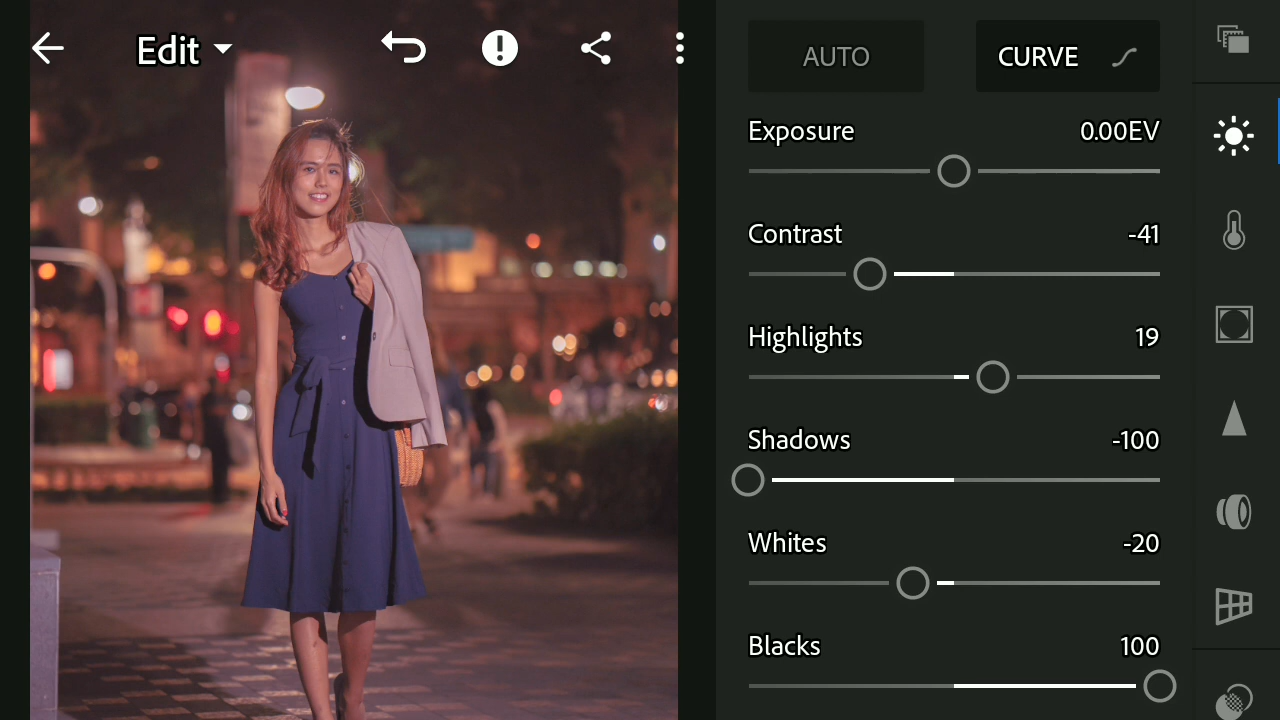 Edit
AUTO
CURVE
Exposure 0.00EV
Contrast -41
Highlights 19
Shadows -100
Whites -20
Blacks 100